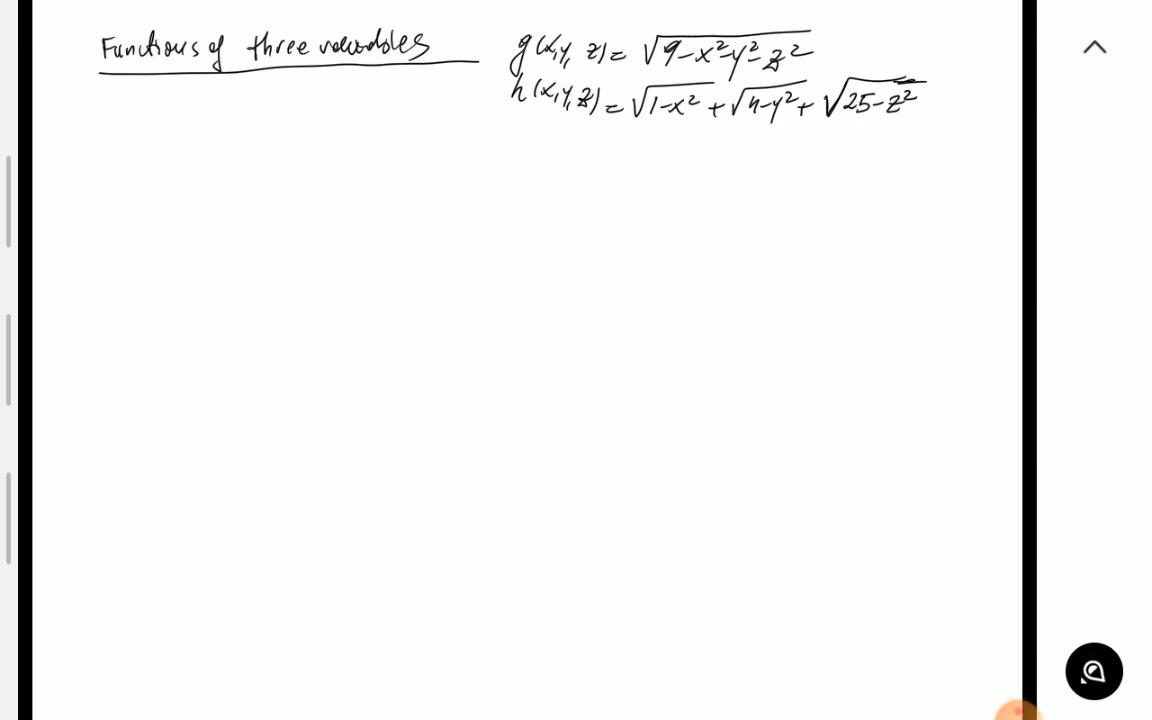 Functions of three variables
g(x,y, z) = √(9-x²-y²-z²)
h(x,y,z) = √(1-x²) + √(4-y²) + √(25-z²)